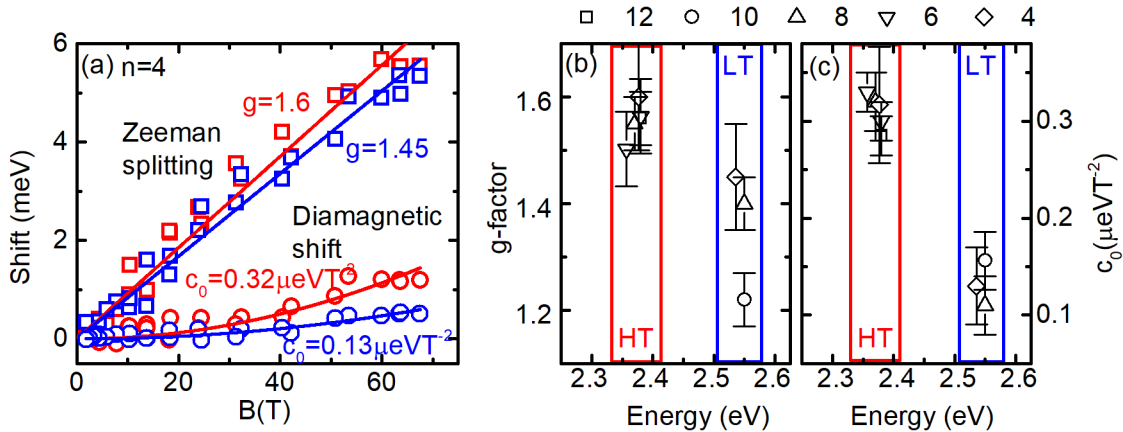 12 10 8 6 4
(a) n=4
g=1.6
Zeeman
splitting
g=1.45
Diamagnetic
shift
c₀=0.32μeVT⁻²
c₀=0.13μeVT⁻²
Shift (meV)
6
4
2
0
0 20 40 60
B(T)
(b)
LT
HT
g-factor
1.6
1.4
1.2
2.3 2.4 2.5 2.6
Energy (eV)
(c)
LT
HT
0.3
0.2
0.1
c₀(μeVT⁻²)
2.3 2.4 2.5 2.6
Energy (eV)